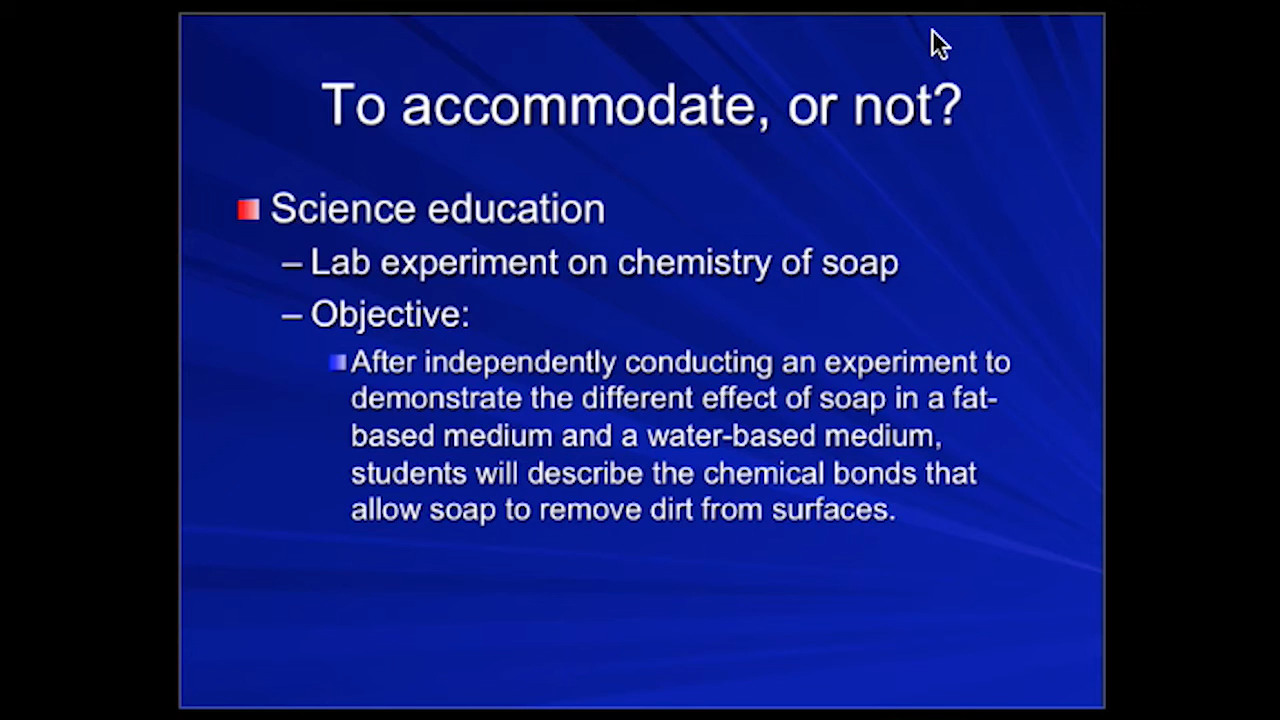 To accommodate, or not?
Science education
– Lab experiment on chemistry of soap
– Objective:
After independently conducting an experiment to
demonstrate the different effect of soap in a fat-
based medium and a water-based medium,
students will describe the chemical bonds that
allow soap to remove dirt from surfaces.